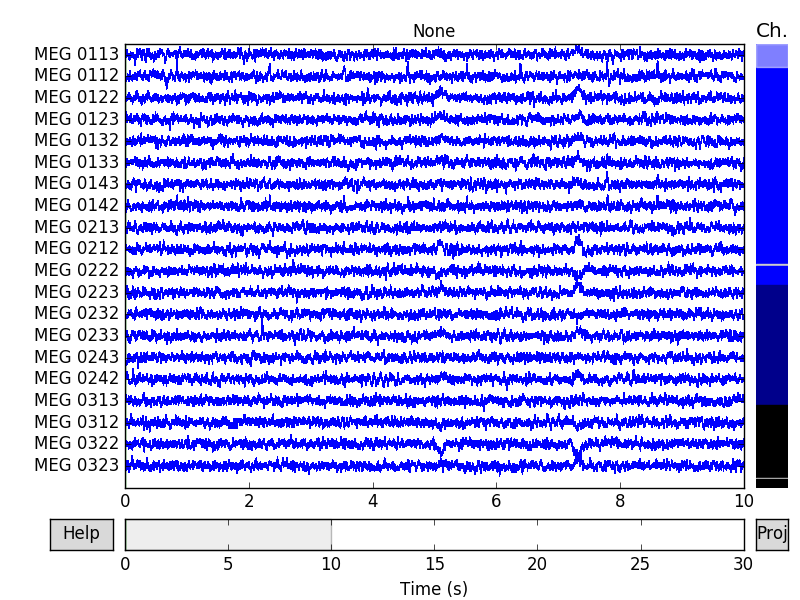 None
Ch.
MEG 0113
MEG 0112
MEG 0122
MEG 0123
MEG 0132
MEG 0133
MEG 0143
MEG 0142
MEG 0213
MEG 0212
MEG 0222
MEG 0223
MEG 0232
MEG 0233
MEG 0243
MEG 0242
MEG 0313
MEG 0312
MEG 0322
MEG 0323
0 2 4 6 8 10
Help
Proj
0 5 10 15 20 25 30
Time (s)